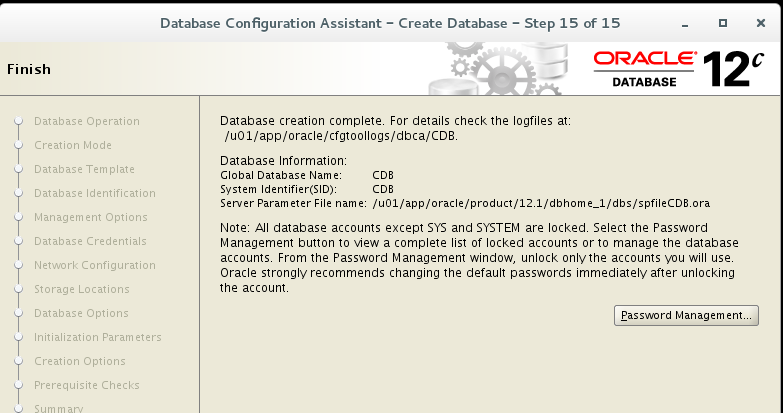 Database Configuration Assistant – Create Database – Step 15 of 15
Finish
ORACLE
DATABASE
12c
Database Operation
Creation Mode
Database Template
Database Identification
Management Options
Database Credentials
Network Configuration
Storage Locations
Database Options
Initialization Parameters
Creation Options
Prerequisite Checks
Summary
Database creation complete. For details check the logfiles at:
/u01/app/oracle/cfgtoollogs/dbca/CDB.
Database Information:
Global Database Name: CDB
System Identifier(SID): CDB
Server Parameter File name: /u01/app/oracle/product/12.1/dbhome_1/dbs/spfileCDB.ora
Note: All database accounts except SYS and SYSTEM are locked. Select the Password
Management button to view a complete list of locked accounts or to manage the database
accounts. From the Password Management window, unlock only the accounts you will use.
Oracle strongly recommends changing the default passwords immediately after unlocking
the account.
Password Management...